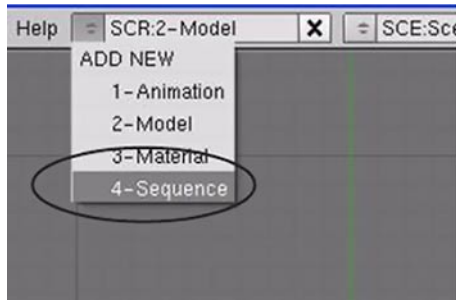 Help SCR:2-Model X SCE:Sce
ADD NEW
1-Animation
2-Model
3-Material
4-Sequence